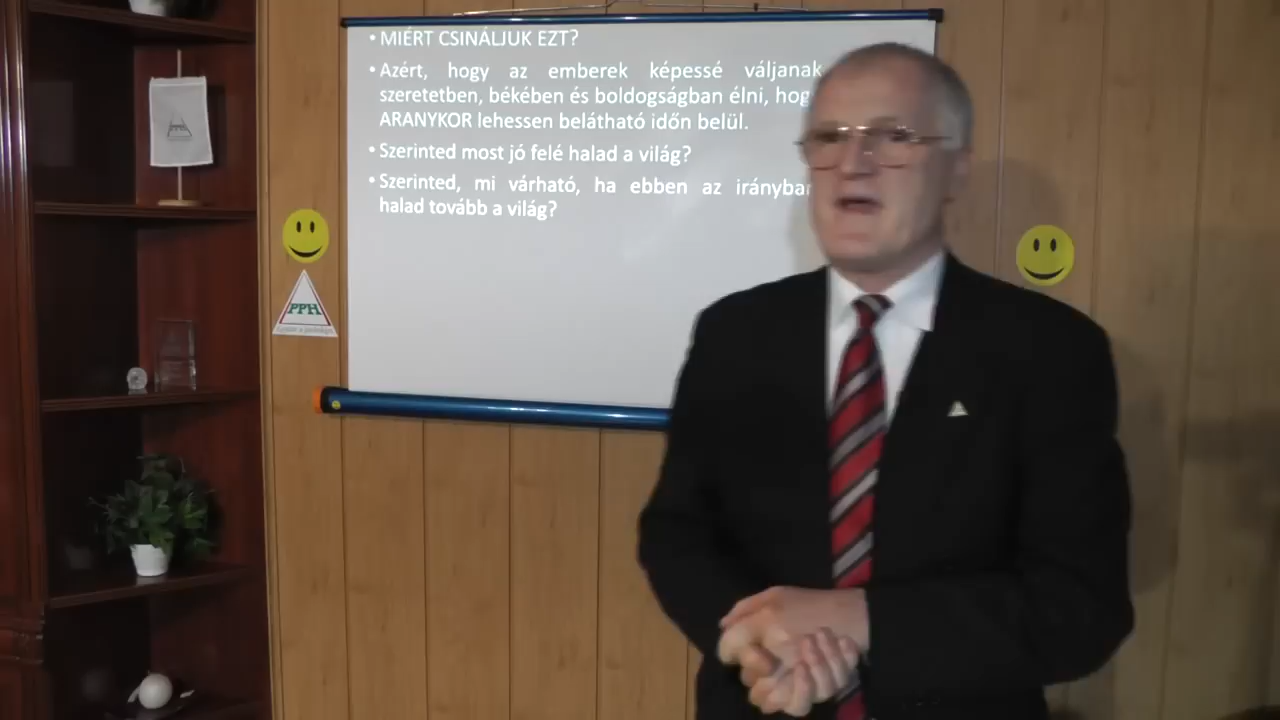 • MIÉRT CSINÁLJUK EZT?
• Azért, hogy az emberek képessé váljanak
szeretetben, békében és boldogságban élni, hog
ARANYKOR lehessen belátható időn belül.
• Szerinted most jó felé halad a világ?
• Szerinted, mi várható, ha ebben az irányban
halad tovább a világ?
PPH